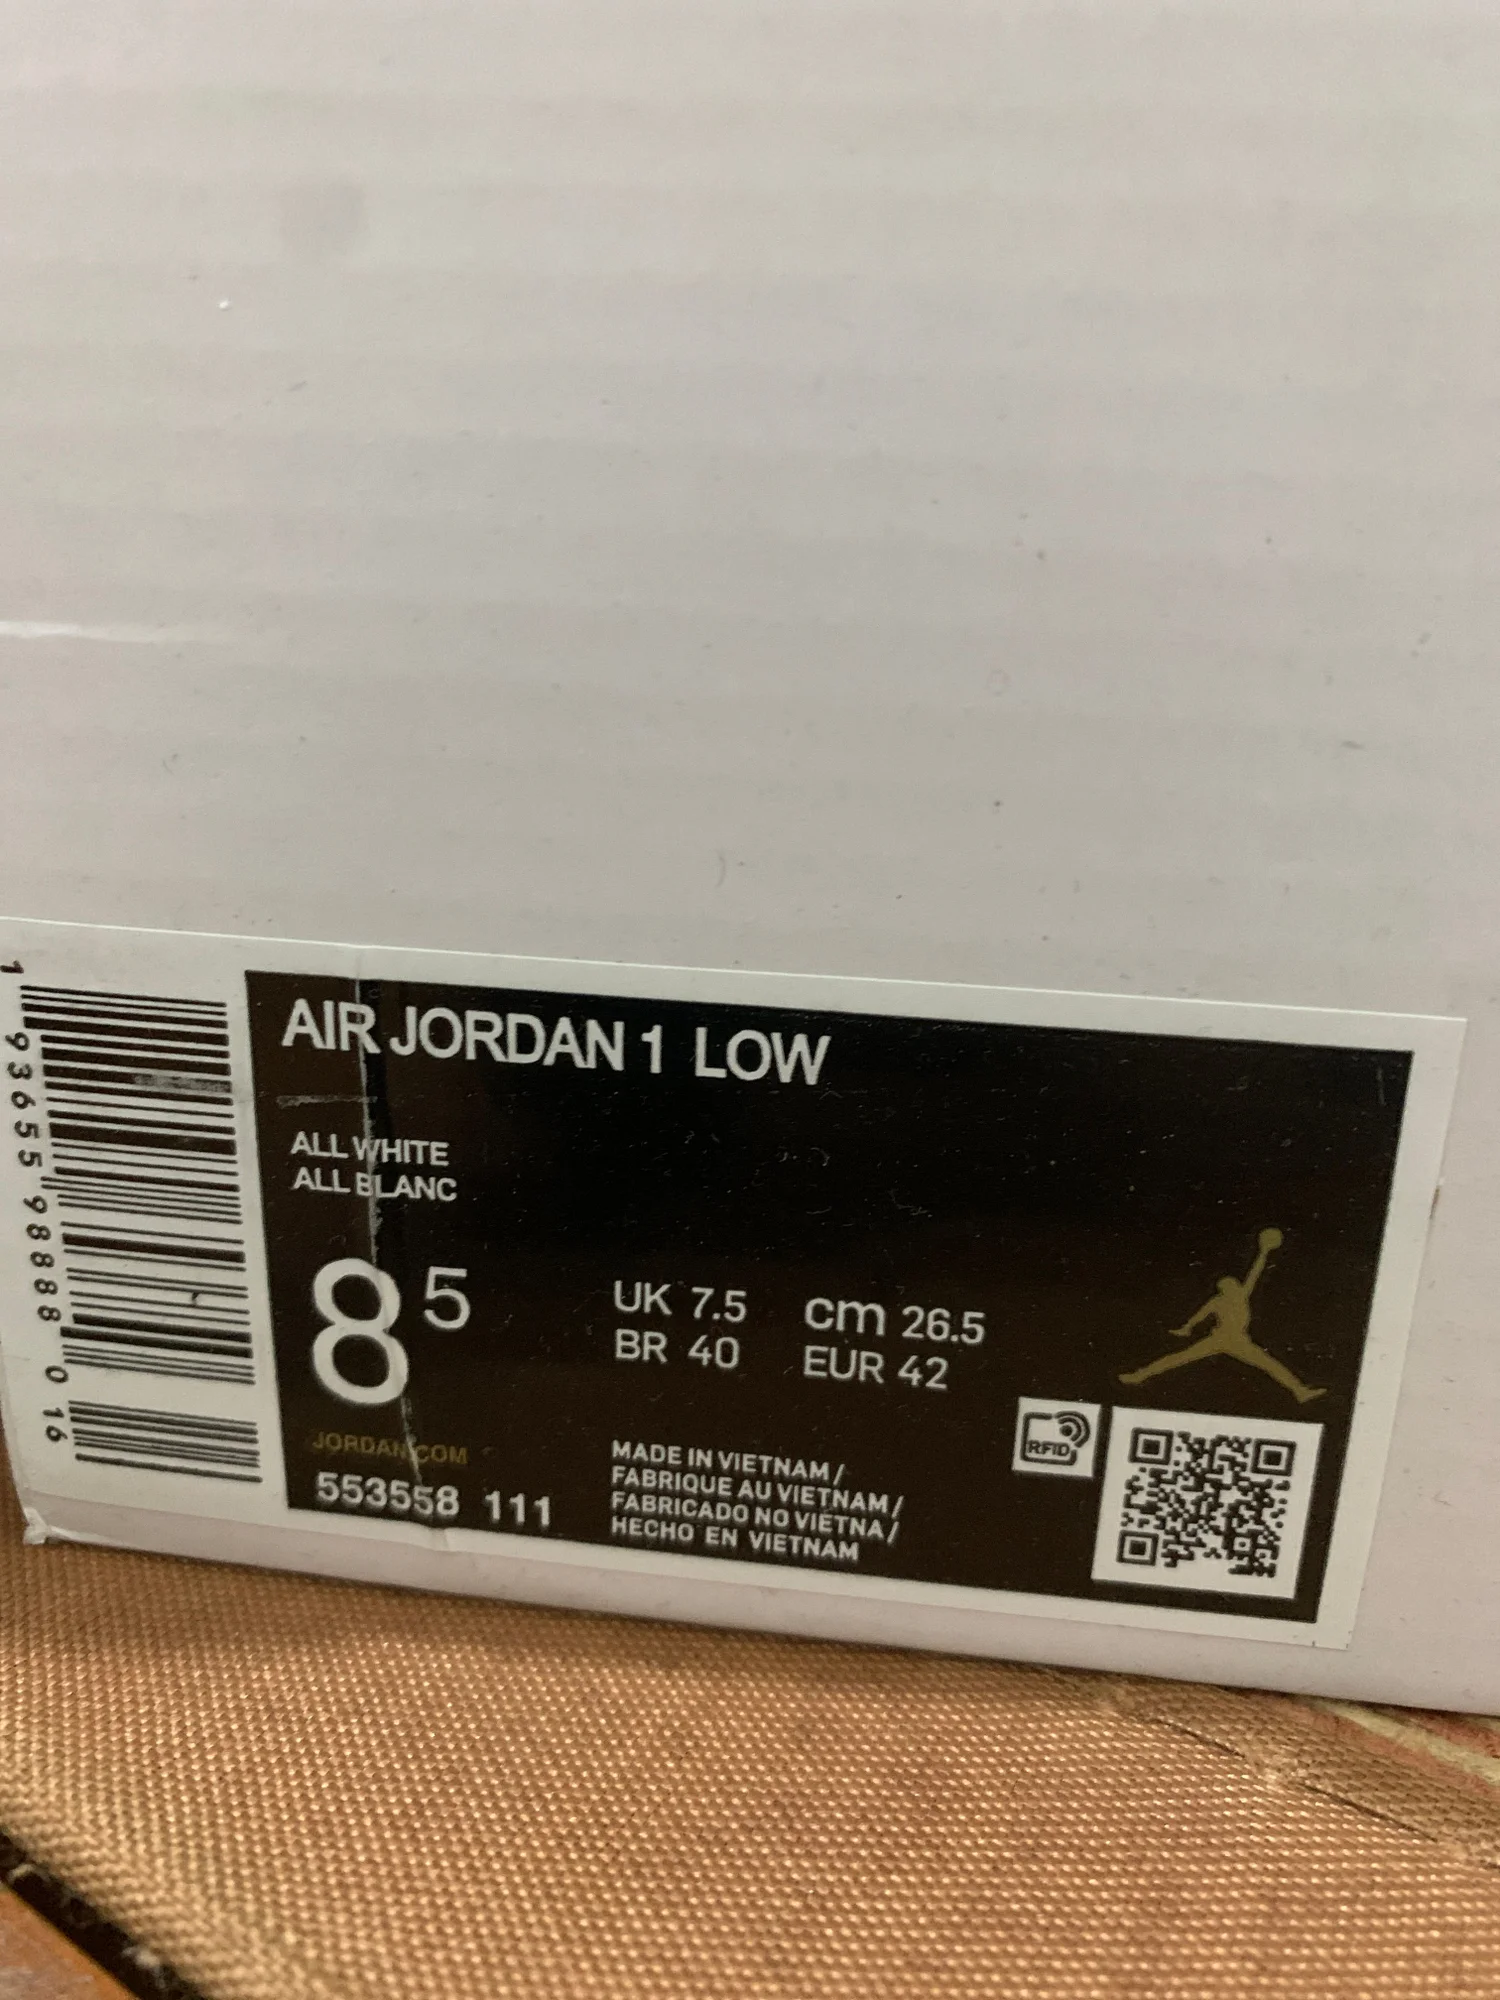 1 93655 98888 0 16
AIR JORDAN 1 LOW
ALL WHITE
ALL BLANC
8 5
UK 7.5 cm 26.5
BR 40 EUR 42
JORDAN.COM
553558 111
MADE IN VIETNAM /
FABRIQUE AU VIETNAM /
FABRICADO NO VIETNA /
HECHO EN VIETNAM
RFID